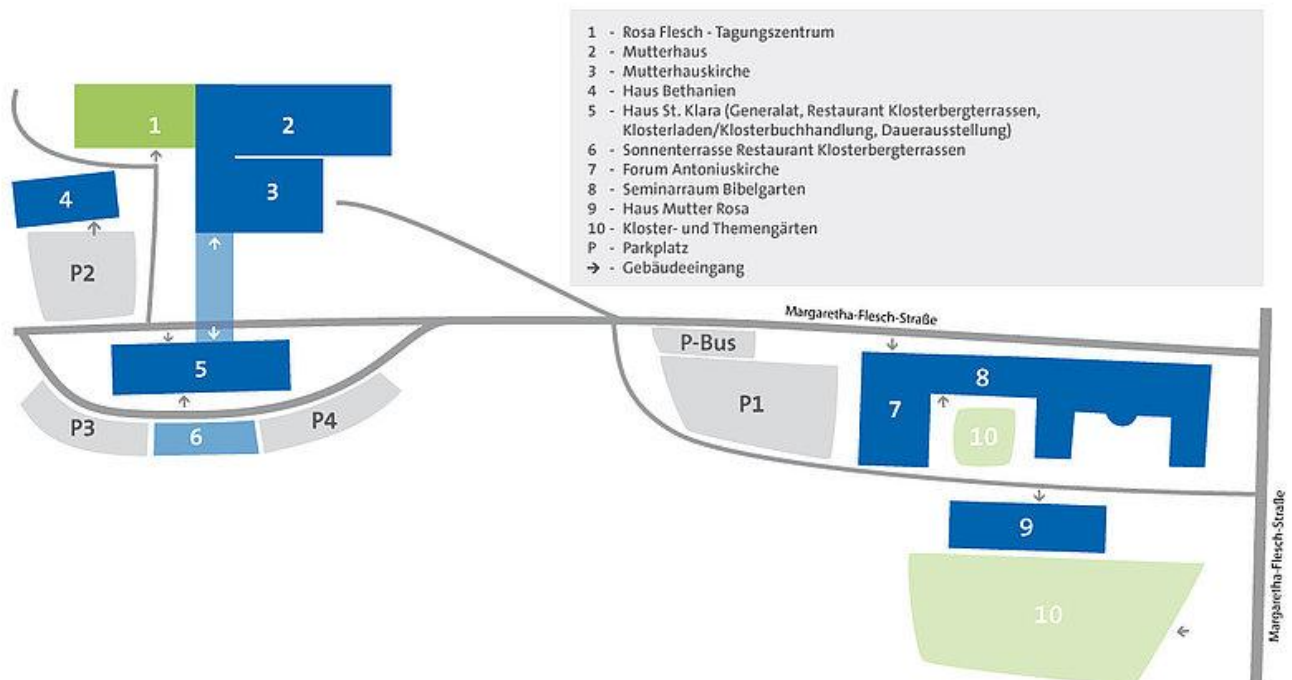 1 - Rosa Flesch - Tagungszentrum
2 - Mutterhaus
3 - Mutterhauskirche
4 - Haus Bethanien
5 - Haus St. Klara (Generalat, Restaurant Klosterbergterrassen,
Klosterladen/Klosterbuchhandlung, Dauerausstellung)
6 - Sonnenterrasse Restaurant Klosterbergterrassen
7 - Forum Antoniuskirche
8 - Seminarraum Bibelgarten
9 - Haus Mutter Rosa
10 - Kloster- und Themengärten
P - Parkplatz
→ - Gebäudeeingang
1
2
3
4
P2
5
P3
6
P4
Margaretha-Flesch-Straße
P-Bus
P1
8
7
10
9
10
Margaretha-Flesch-Straße